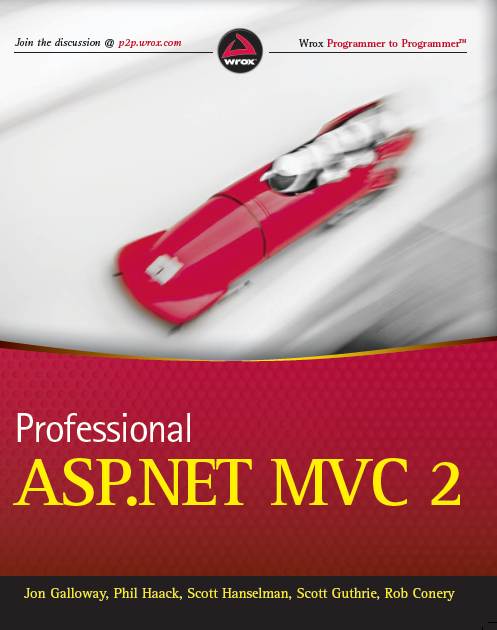 Join the discussion @ p2p.wrox.com
Wrox Programmer to Programmer™
wrox
Professional
ASP.NET MVC 2
Jon Galloway, Phil Haack, Scott Hanselman, Scott Guthrie, Rob Conery